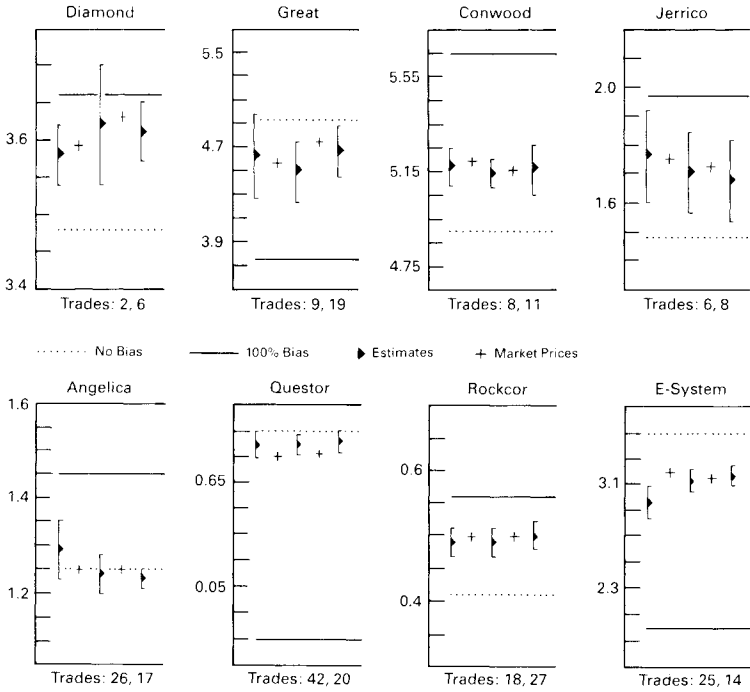 Diamond Great Conwood Jerrico
5.5 5.55 2.0
3.6 4.7 5.15
3.9 1.6
3.4 4.75
Trades: 2, 6 Trades: 9, 19 Trades: 8, 11 Trades: 6, 8
No Bias 100% Bias Estimates + Market Prices
Angelica Questor Rockcor E-System
1.6
1.4 0.65 0.6 3.1
1.2 0.05 0.4 2.3
Trades: 26, 17 Trades: 42, 20 Trades: 18, 27 Trades: 25, 14